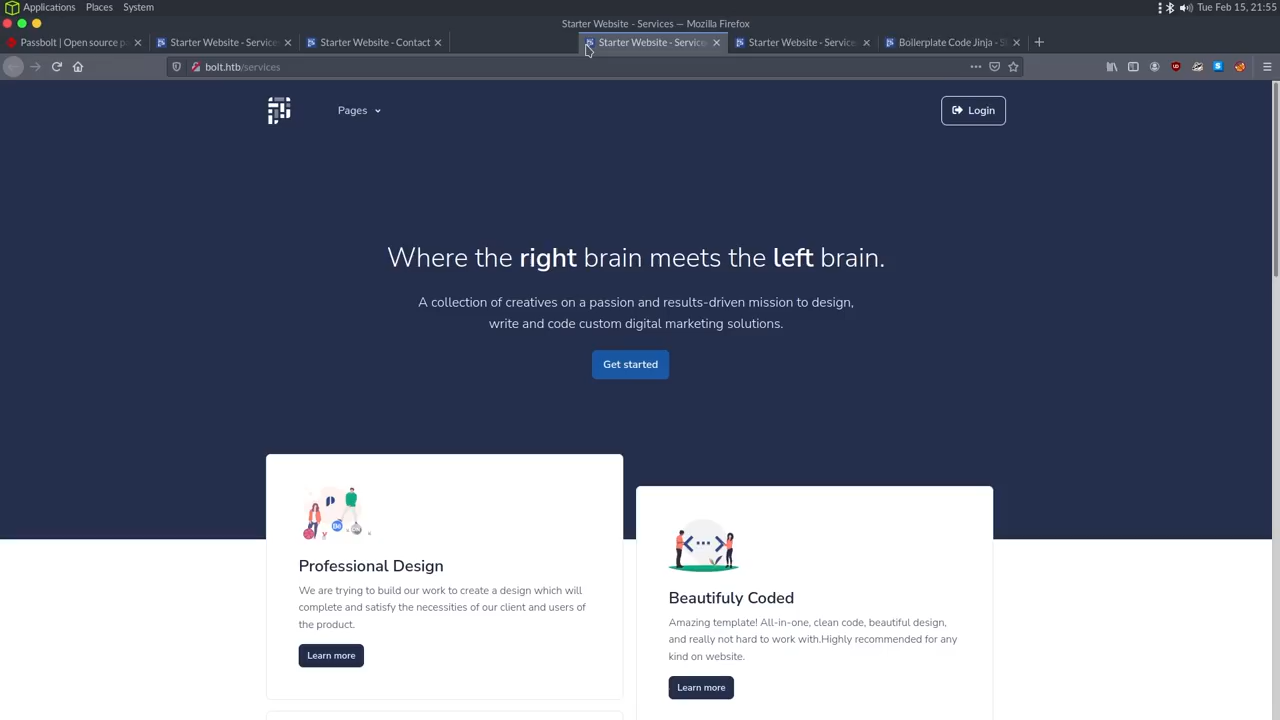 Applications Places System
Tue Feb 15, 21:55
Starter Website - Services — Mozilla Firefox
Passbolt | Open source p
Starter Website - Service
Starter Website - Contact
Starter Website - Service
Starter Website - Service
Boilerplate Code Jinja - S
bolt.htb/services
Pages
Login
Where the right brain meets the left brain.
A collection of creatives on a passion and results-driven mission to design,
write and code custom digital marketing solutions.
Get started
Professional Design
We are trying to build our work to create a design which will
complete and satisfy the necessities of our client and users of
the product.
Learn more
Beautifuly Coded
Amazing template! All-in-one, clean code, beautiful design,
and really not hard to work with.Highly recommended for any
kind on website.
Learn more